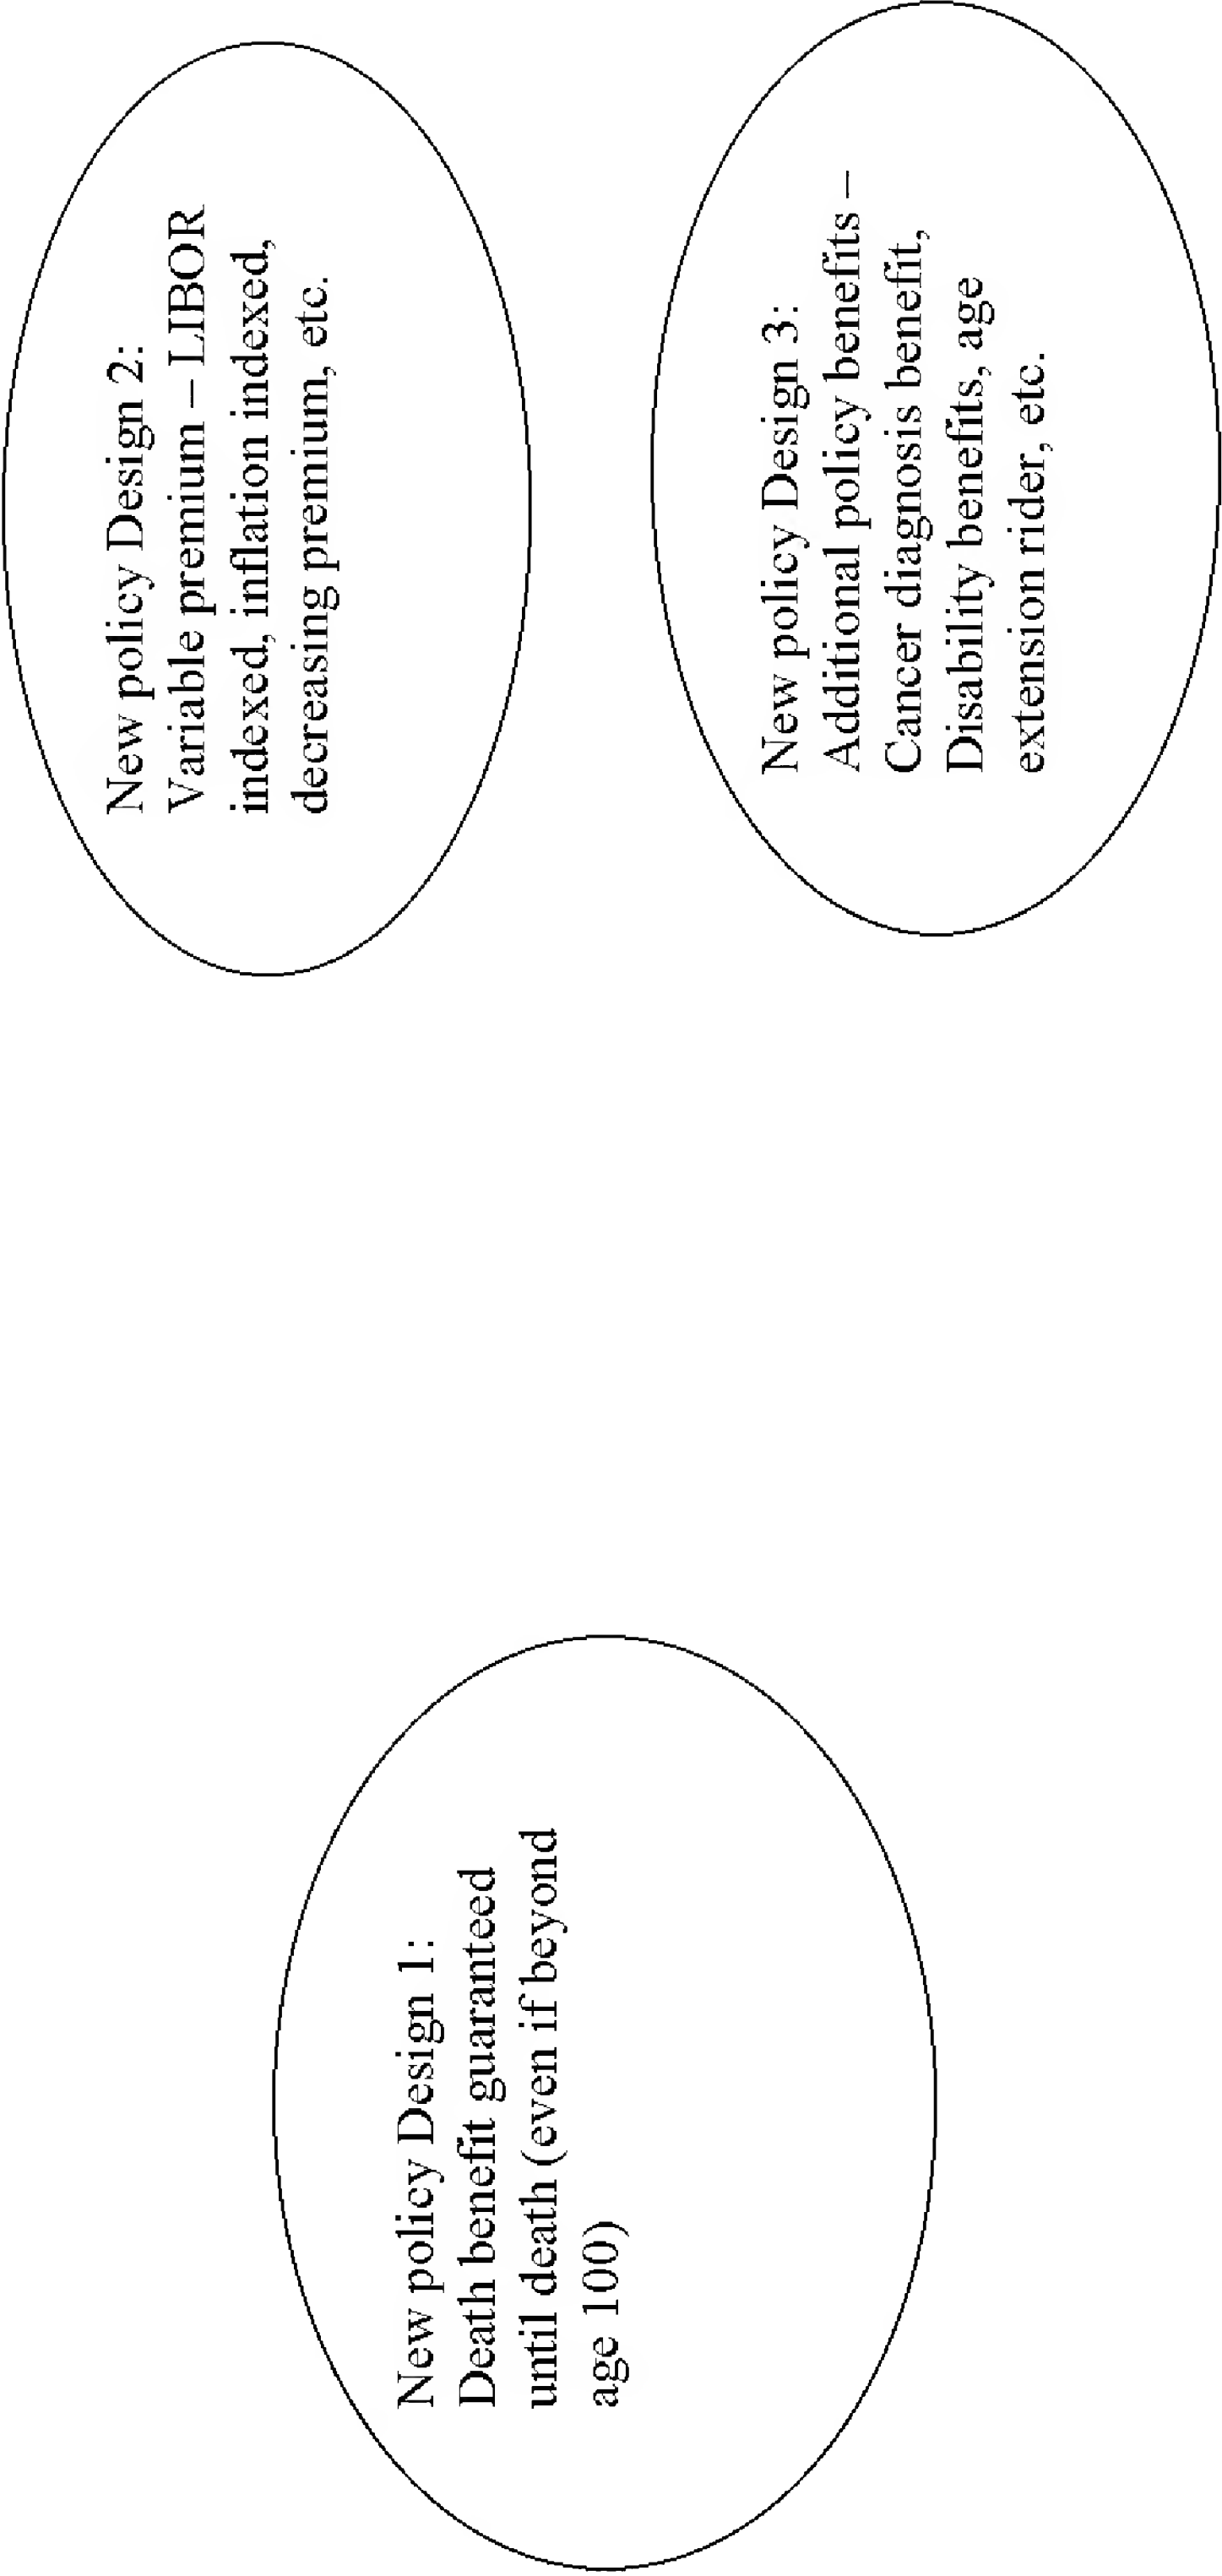 New policy Design 1:
Death benefit guaranteed
until death (even if beyond
age 100)
New policy Design 2:
Variable premium – LIBOR
indexed, inflation indexed,
decreasing premium, etc.
New policy Design 3:
Additional policy benefits –
Cancer diagnosis benefit,
Disability benefits, age
extension rider, etc.